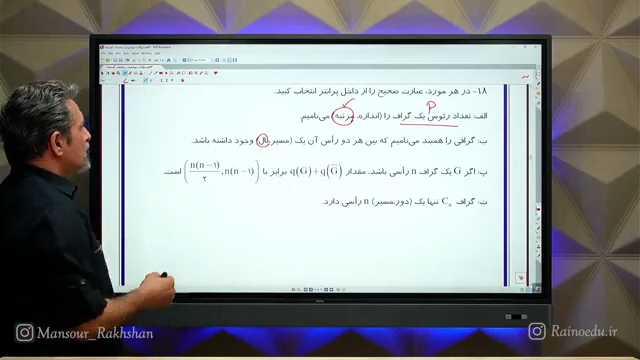 ۱۸- در هر مورد، عبارت صحیح را از داخل پرانتز انتخاب کنید.
P
الف: تعداد رئوس یک گراف را (اندازه، مرتبه) می‌نامیم.
ب: گرافی را همبند می‌نامیم که بین هر دو رأس آن یک (مسیر، یال) وجود داشته باشد.
پ: اگر G یک گراف n رأسی باشد. مقدار q(G)+q(G̅) برابر با (n(n−1)/۲ , n(n−1)) است.
ت: گراف Cₙ تنها یک (دور، مسیر) n رأسی دارد.
Mansour_Rakhshan
Rainoedu.ir